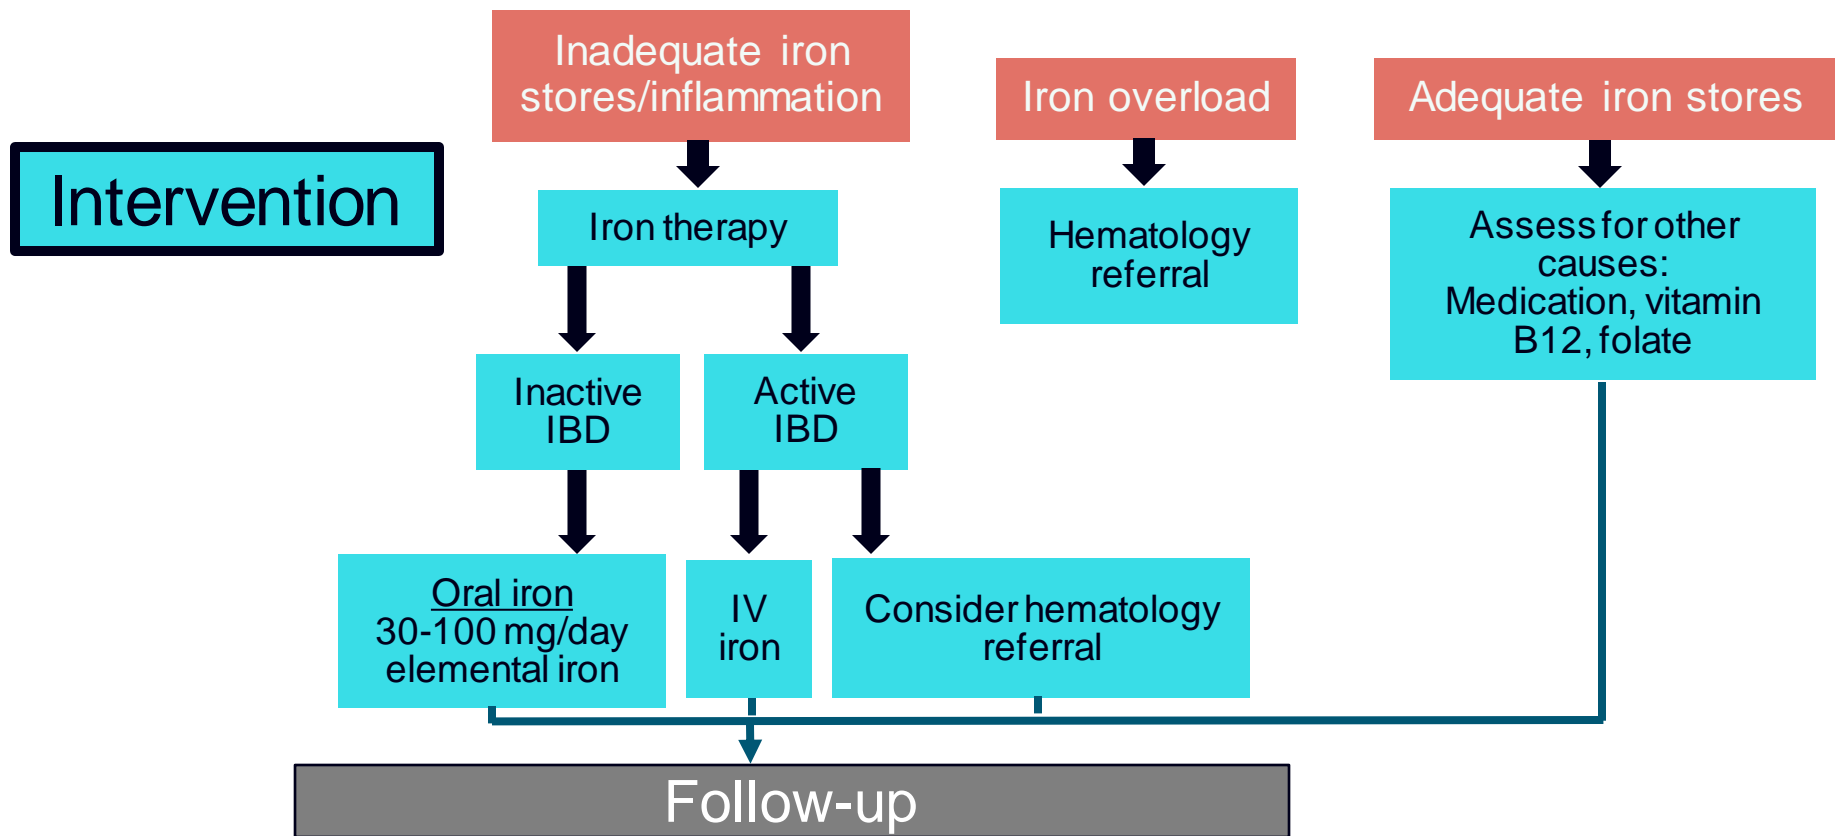 Inadequate iron
stores/inflammation
Iron overload
Adequate iron stores
Intervention
Iron therapy
Hematology
referral
Assess for other
causes:
Medication, vitamin
B12, folate
Inactive
IBD
Active
IBD
Oral iron
30-100 mg/day
elemental iron
IV
iron
Consider hematology
referral
Follow-up